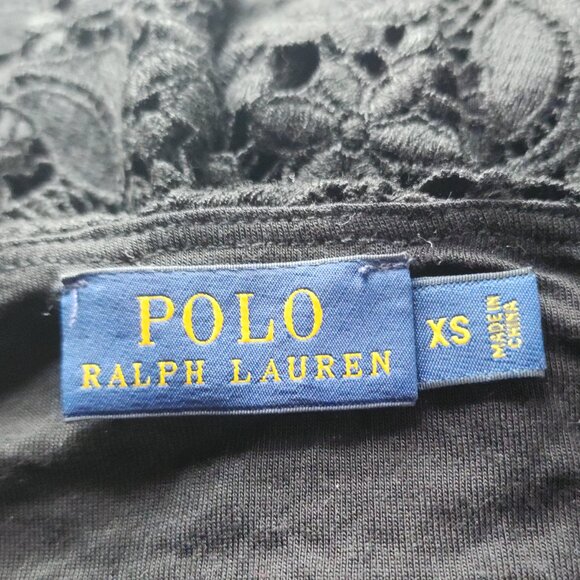 POLO
RALPH LAUREN
XS
MADE IN
CHINA